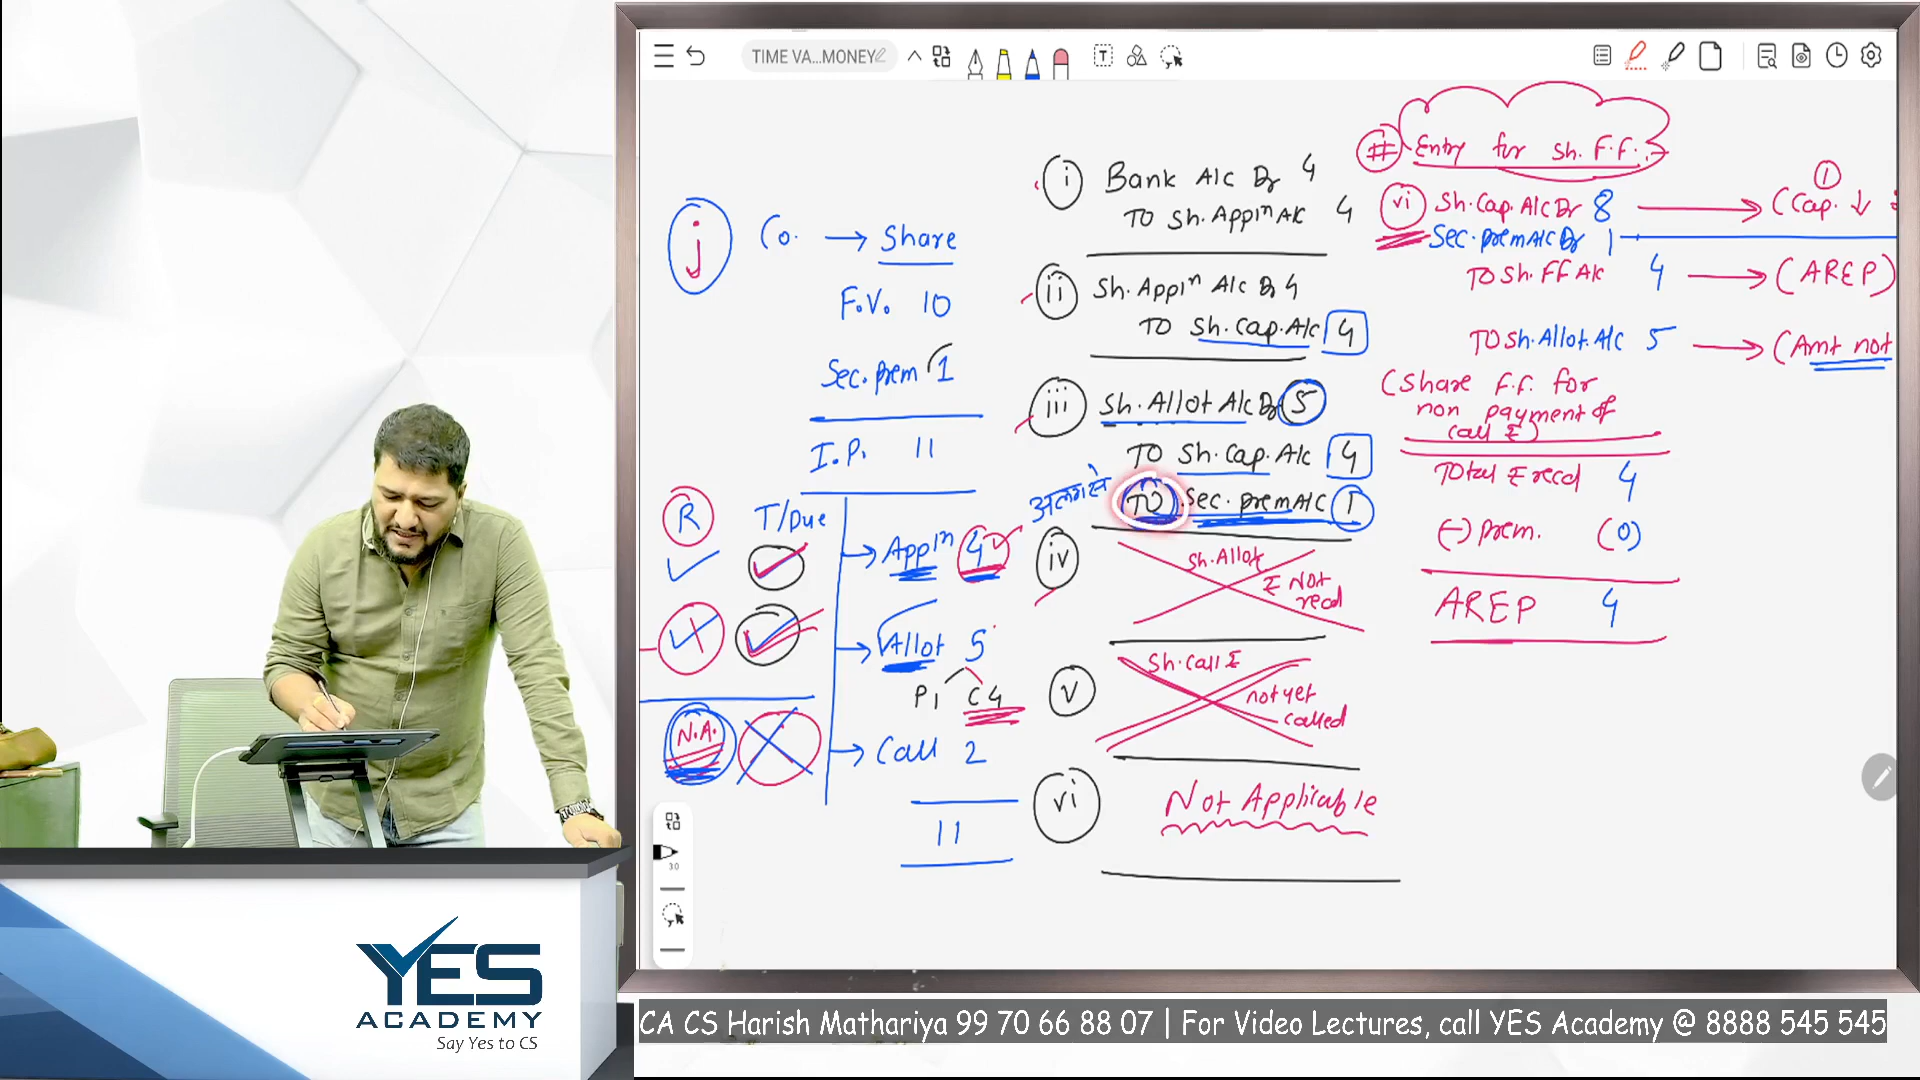 TIME VA...MONEY
j
Co. → Share
F.V. 10
Sec. prem 1
I.P. 11
R T/Due
→ Appln 4
→ Allot 5
P1 C4
N.A.
→ Call 2
11
i Bank A/c Dr 4
TO Sh. Appln A/c 4
ii Sh. Appln A/c Dr 4
TO Sh. Cap. A/c 4
iii Sh. Allot A/c Dr 5
TO Sh. Cap. A/c 4
अलग से TO Sec. prem A/c 1
iv Sh. Allot
Σ Not
recd
v Sh. Call Σ
not yet
called
vi Not Applicable
# Entry for Sh. F.F. :-
vi Sh. Cap. A/c Dr 8 → (Cap. ↓
1
Sec. prem A/c Dr 1
TO Sh. FF A/c 4 → (AREP)
TO Sh. Allot. A/c 5 → (Amt not
(Share F.F. for
non payment of
call Σ)
Total Σ recd 4
(-) prem. (0)
AREP 4
30
YES
ACADEMY
Say Yes to CS
CA CS Harish Mathariya 99 70 66 88 07 | For Video Lectures, call YES Academy @ 8888 545 545